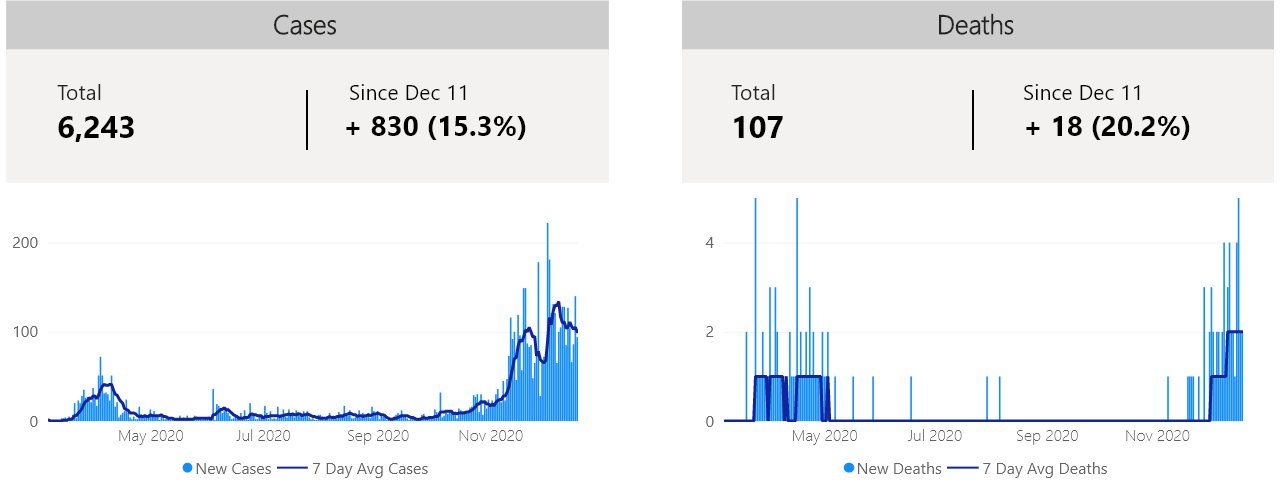 Cases
Total
6,243
Since Dec 11
+ 830 (15.3%)
200
100
0
May 2020
Jul 2020
Sep 2020
Nov 2020
New Cases
7 Day Avg Cases
Deaths
Total
107
Since Dec 11
+ 18 (20.2%)
4
2
0
May 2020
Jul 2020
Sep 2020
Nov 2020
New Deaths
7 Day Avg Deaths